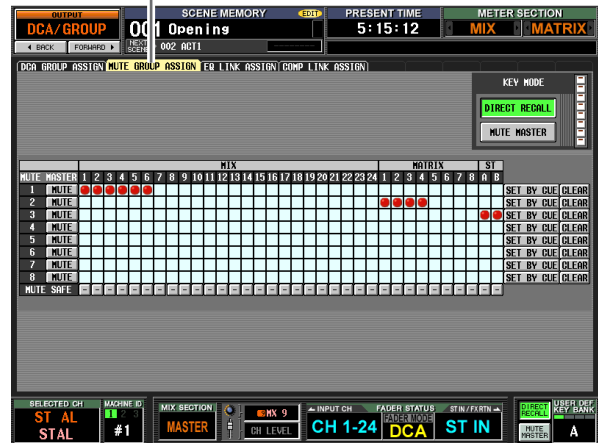 OUTPUT
DCA/GROUP
BACK
FORWARD
SCENE MEMORY
EDIT
001 Opening
NEXT SCENE
002 ACT1
PRESENT TIME
5:15:12
METER SECTION
MIX
MATRIX
DCA GROUP ASSIGN
MUTE GROUP ASSIGN
EQ LINK ASSIGN
COMP LINK ASSIGN
KEY MODE
DIRECT RECALL
MUTE MASTER
MIX
MATRIX
ST
MUTE MASTER
1 2 3 4 5 6 7 8 9 10 11 12 13 14 15 16 17 18 19 20 21 22 23 24
1 2 3 4 5 6 7 8
A B
1 MUTE SET BY CUE CLEAR
2 MUTE SET BY CUE CLEAR
3 MUTE SET BY CUE CLEAR
4 MUTE SET BY CUE CLEAR
5 MUTE SET BY CUE CLEAR
6 MUTE SET BY CUE CLEAR
7 MUTE SET BY CUE CLEAR
8 MUTE SET BY CUE CLEAR
MUTE SAFE
SELECTED CH
ST AL
STAL
MACHINE ID
1 2 3
#1
MIX SECTION
MASTER
MX 9
CH LEVEL
INPUT CH
FADER STATUS
ST IN / FX RTN
CH 1-24
FADER MODE
DCA
ST IN
DIRECT RECALL
MUTE MASTER
USER DEF
KEY BANK
A